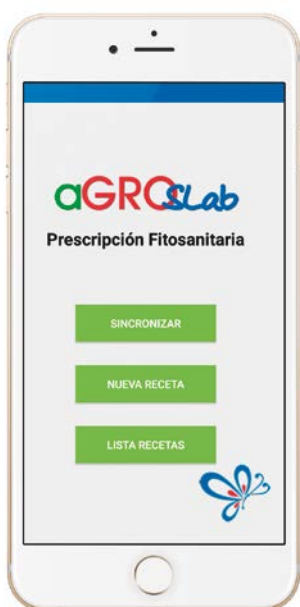 aGROSLab
Prescripción Fitosanitaria
SINCRONIZAR
NUEVA RECETA
LISTA RECETAS